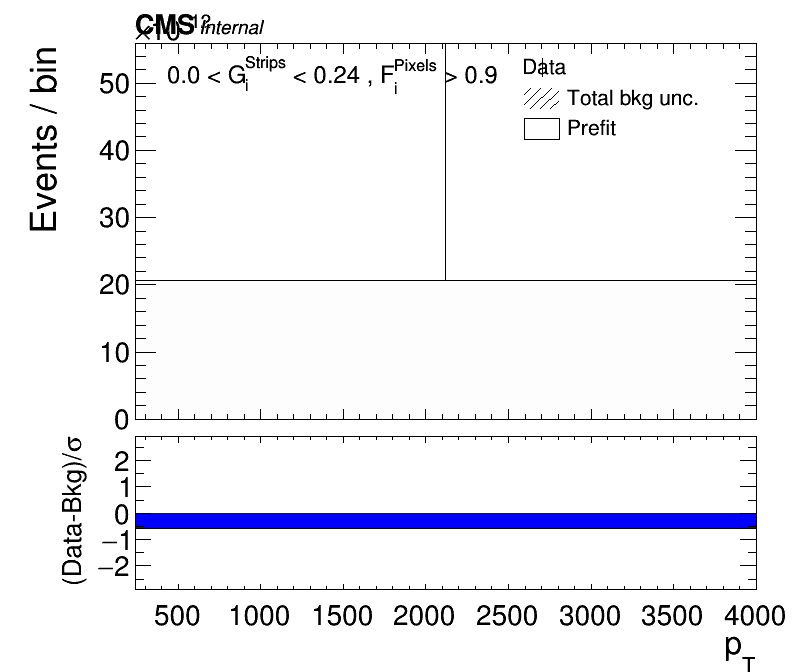 CMS Internal
×10¹²
0.0 < G_i^Strips < 0.24 , F_i^Pixels > 0.9
Data
Total bkg unc.
Prefit
Events / bin
50
40
30
20
10
0
(Data-Bkg)/σ
2
1
0
−1
−2
500 1000 1500 2000 2500 3000 3500 4000
p_T